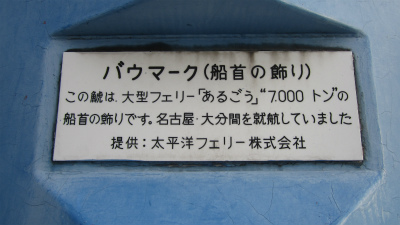 バウマーク(船首の飾り)
この鯱は、大型フェリー「あるごう」“7.000 トン”の
船首の飾りです。名古屋・大分間を就航していました
提供：太平洋フェリー株式会社